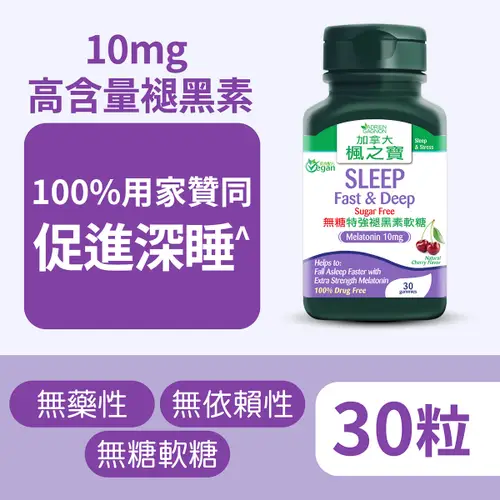 10mg
高含量褪黑素
100%用家贊同
促進深睡^
ADRIEN GAGNON
加拿大
楓之寶
Sleep
& Stress
Vegan
SLEEP
Fast & Deep
Sugar Free
無糖特強褪黑素軟糖
Melatonin 10mg
Natural
Cherry Flavor
Helps to:
Fall Asleep Faster with
Extra Strength Melatonin
100% Drug Free
30
gummies
無藥性
無依賴性
無糖軟糖
30粒